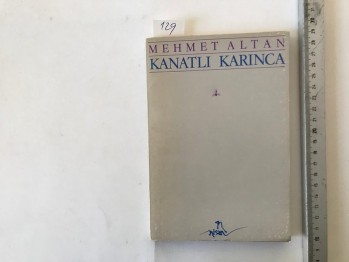 129
MEHMET ALTAN
KANATLI KARINCA